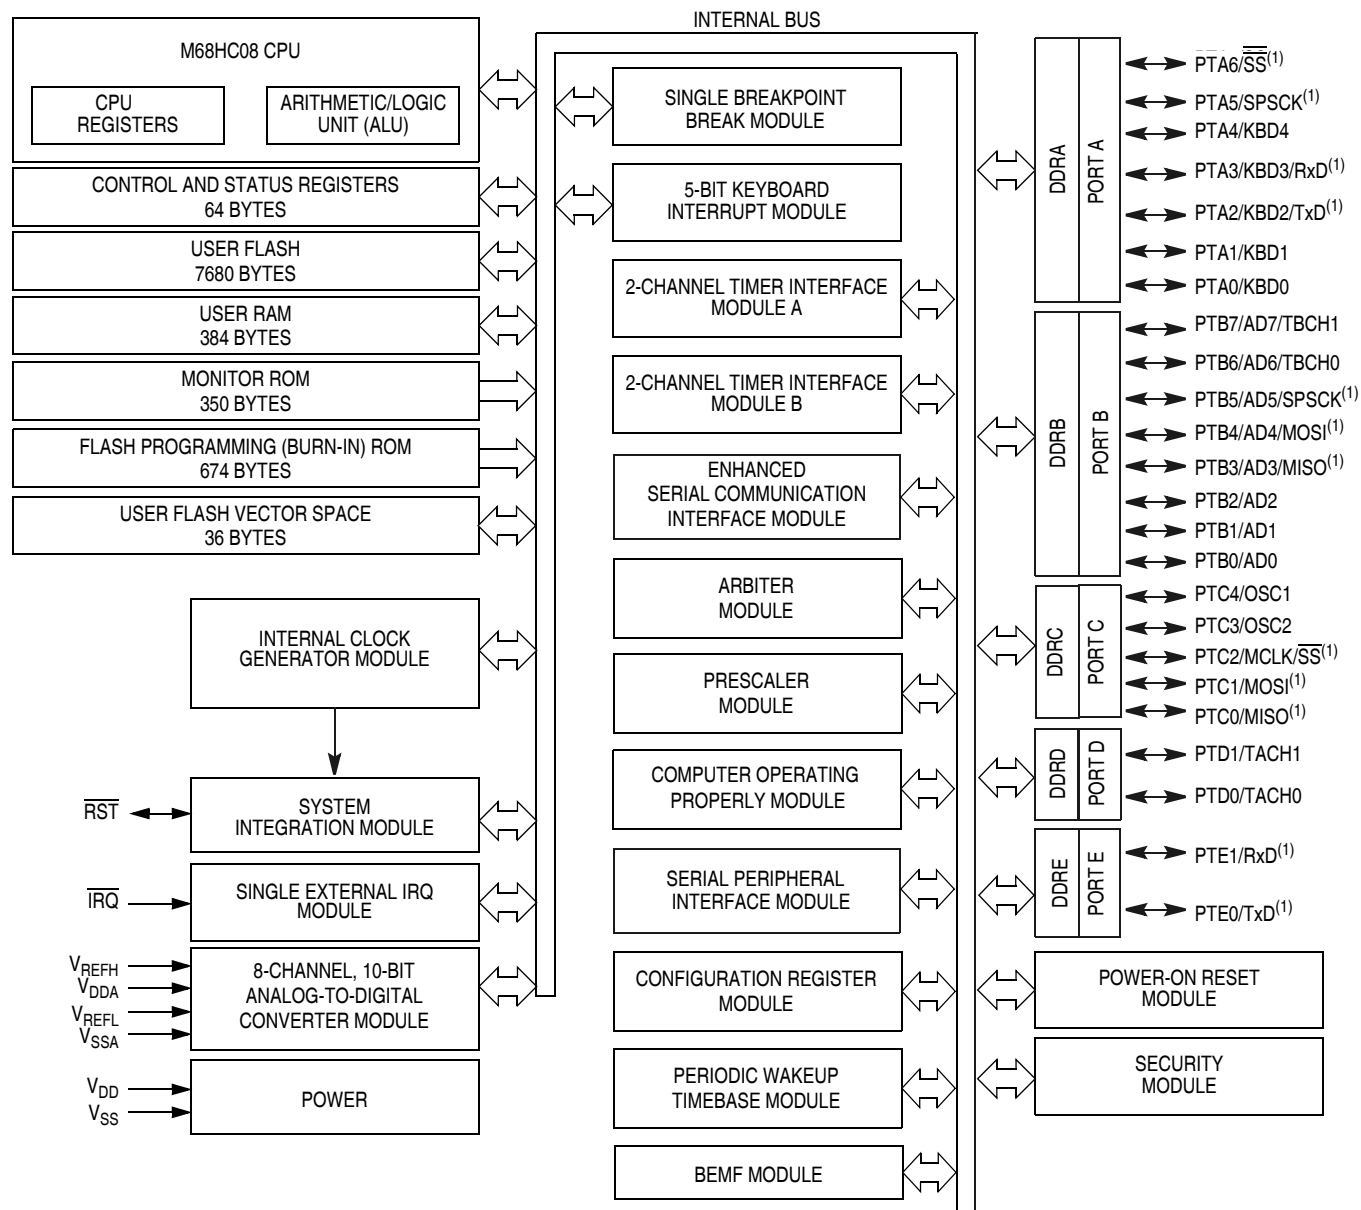 INTERNAL BUS
M68HC08 CPU
CPU
REGISTERS
ARITHMETIC/LOGIC
UNIT (ALU)
CONTROL AND STATUS REGISTERS
64 BYTES
USER FLASH
7680 BYTES
USER RAM
384 BYTES
MONITOR ROM
350 BYTES
FLASH PROGRAMMING (BURN-IN) ROM
674 BYTES
USER FLASH VECTOR SPACE
36 BYTES
INTERNAL CLOCK
GENERATOR MODULE
RST
SYSTEM
INTEGRATION MODULE
IRQ
SINGLE EXTERNAL IRQ
MODULE
VREFH
VDDA
VREFL
VSSA
8-CHANNEL, 10-BIT
ANALOG-TO-DIGITAL
CONVERTER MODULE
VDD
VSS
POWER
SINGLE BREAKPOINT
BREAK MODULE
5-BIT KEYBOARD
INTERRUPT MODULE
2-CHANNEL TIMER INTERFACE
MODULE A
2-CHANNEL TIMER INTERFACE
MODULE B
ENHANCED
SERIAL COMMUNICATION
INTERFACE MODULE
ARBITER
MODULE
PRESCALER
MODULE
COMPUTER OPERATING
PROPERLY MODULE
SERIAL PERIPHERAL
INTERFACE MODULE
CONFIGURATION REGISTER
MODULE
PERIODIC WAKEUP
TIMEBASE MODULE
BEMF MODULE
DDRA
PORT A
PTA6/SS(1)
PTA5/SPSCK(1)
PTA4/KBD4
PTA3/KBD3/RxD(1)
PTA2/KBD2/TxD(1)
PTA1/KBD1
PTA0/KBD0
DDRB
PORT B
PTB7/AD7/TBCH1
PTB6/AD6/TBCH0
PTB5/AD5/SPSCK(1)
PTB4/AD4/MOSI(1)
PTB3/AD3/MISO(1)
PTB2/AD2
PTB1/AD1
PTB0/AD0
DDRC
PORT C
PTC4/OSC1
PTC3/OSC2
PTC2/MCLK/SS(1)
PTC1/MOSI(1)
PTC0/MISO(1)
DDRD
PORT D
PTD1/TACH1
PTD0/TACH0
DDRE
PORT E
PTE1/RxD(1)
PTE0/TxD(1)
POWER-ON RESET
MODULE
SECURITY
MODULE